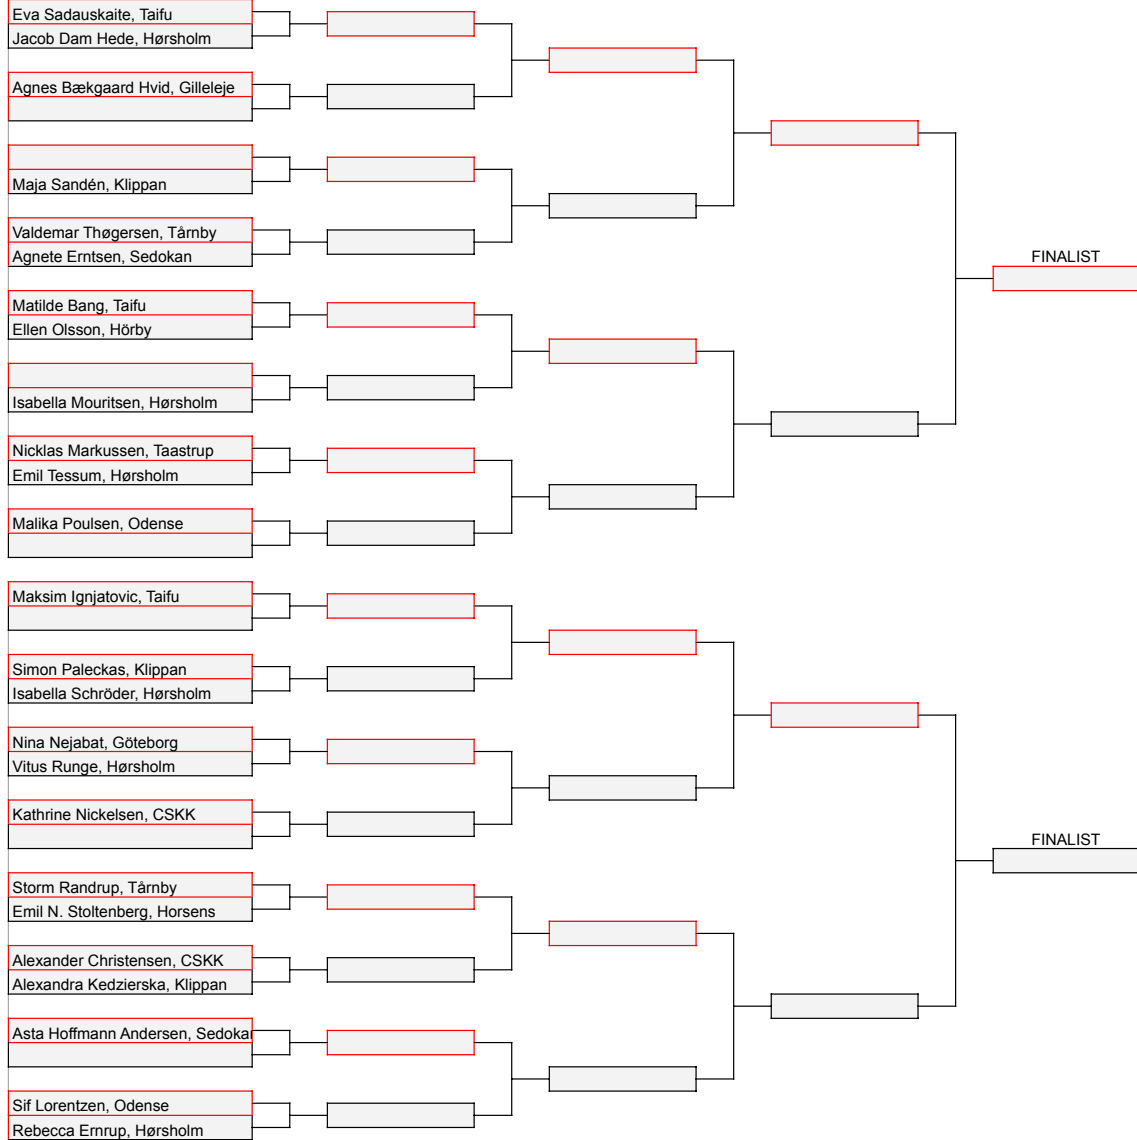 Eva Sadauskaite, Taifu
Jacob Dam Hede, Hørsholm
Agnes Bækgaard Hvid, Gilleleje
Maja Sandén, Klippan
Valdemar Thøgersen, Tårnby
Agnete Erntsen, Sedokan
FINALIST
Matilde Bang, Taifu
Ellen Olsson, Hörby
Isabella Mouritsen, Hørsholm
Nicklas Markussen, Taastrup
Emil Tessum, Hørsholm
Malika Poulsen, Odense
Maksim Ignjatovic, Taifu
Simon Paleckas, Klippan
Isabella Schröder, Hørsholm
Nina Nejabat, Göteborg
Vitus Runge, Hørsholm
Kathrine Nickelsen, CSKK
FINALIST
Storm Randrup, Tårnby
Emil N. Stoltenberg, Horsens
Alexander Christensen, CSKK
Alexandra Kedzierska, Klippan
Asta Hoffmann Andersen, Sedokan
Sif Lorentzen, Odense
Rebecca Ernrup, Hørsholm